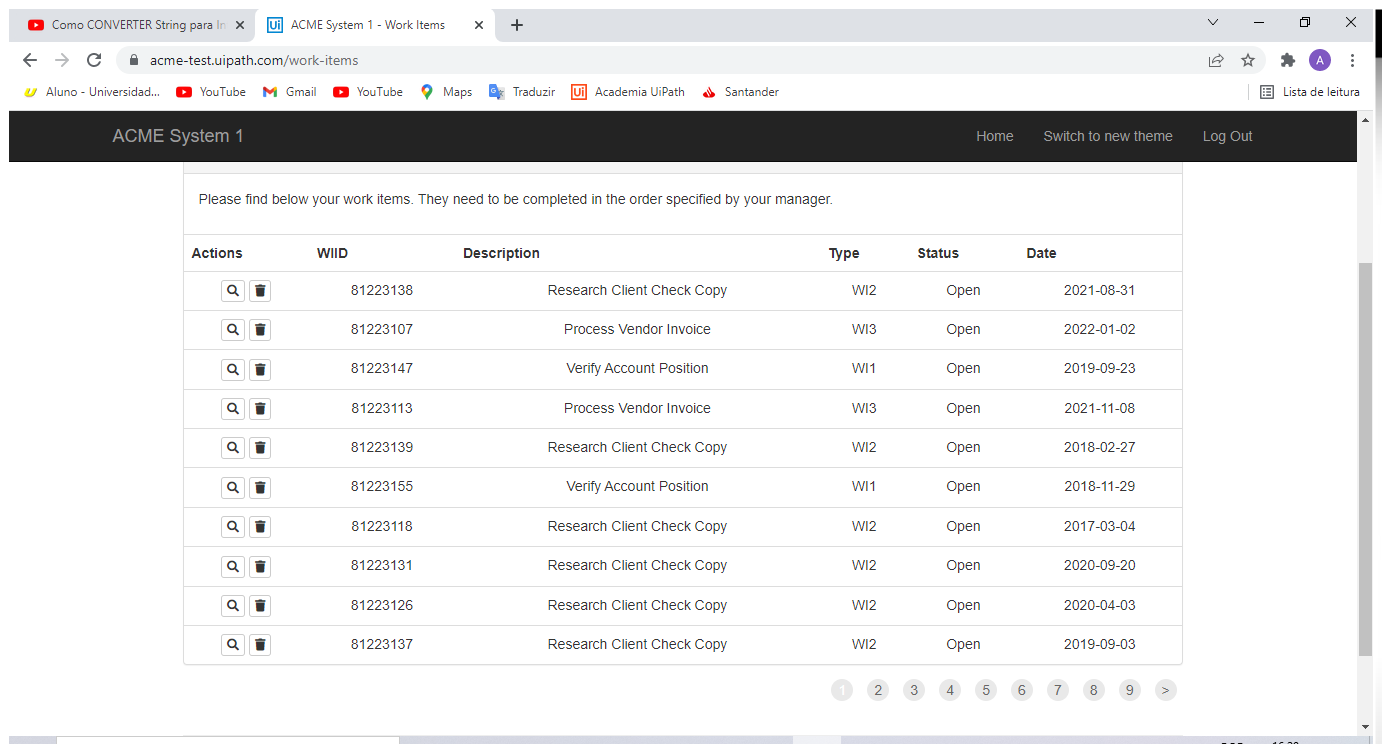 Como CONVERTER String para In
ACME System 1 - Work Items
acme-test.uipath.com/work-items
A
Aluno - Universidad... YouTube Gmail YouTube Maps Traduzir Academia UiPath Santander Lista de leitura
ACME System 1 Home Switch to new theme Log Out
Please find below your work items. They need to be completed in the order specified by your manager.
Actions WIID Description Type Status Date
81223138 Research Client Check Copy WI2 Open 2021-08-31
81223107 Process Vendor Invoice WI3 Open 2022-01-02
81223147 Verify Account Position WI1 Open 2019-09-23
81223113 Process Vendor Invoice WI3 Open 2021-11-08
81223139 Research Client Check Copy WI2 Open 2018-02-27
81223155 Verify Account Position WI1 Open 2018-11-29
81223118 Research Client Check Copy WI2 Open 2017-03-04
81223131 Research Client Check Copy WI2 Open 2020-09-20
81223126 Research Client Check Copy WI2 Open 2020-04-03
81223137 Research Client Check Copy WI2 Open 2019-09-03
1 2 3 4 5 6 7 8 9 >